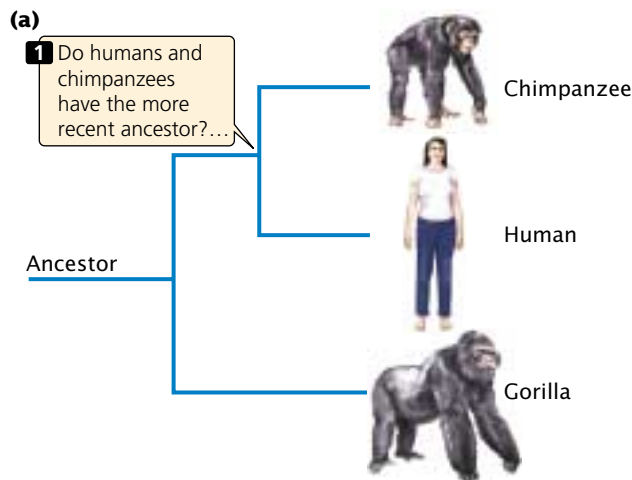 (a)
1 Do humans and
chimpanzees
have the more
recent ancestor?…
Chimpanzee
Human
Ancestor
Gorilla